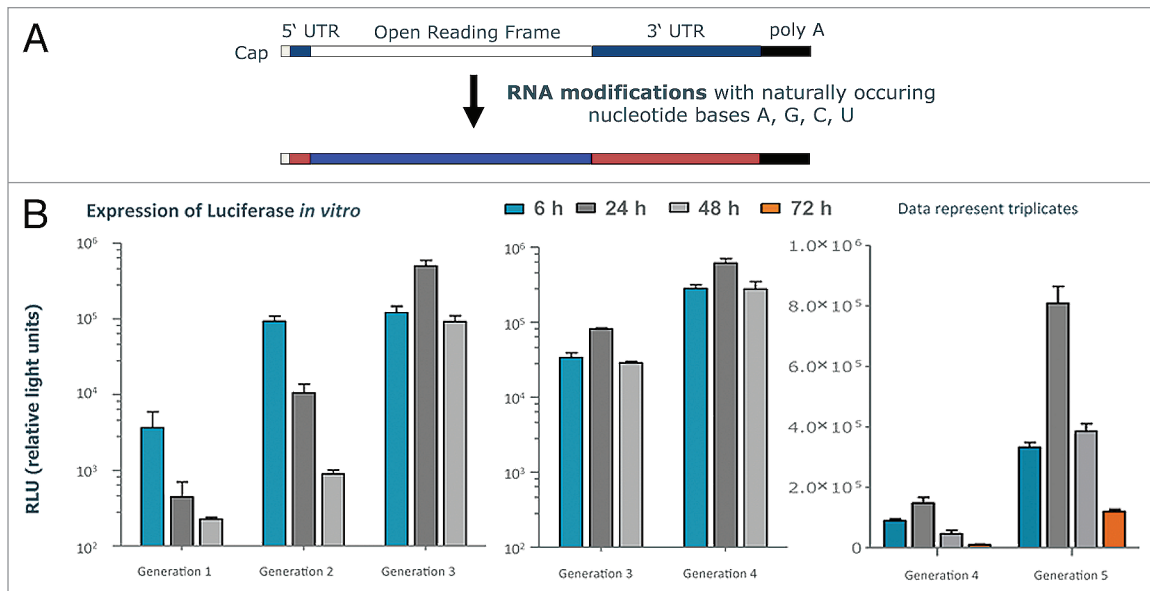 A
5‘ UTR
Open Reading Frame
3‘ UTR
poly A
Cap
RNA modifications with naturally occuring
nucleotide bases A, G, C, U
B
Expression of Luciferase in vitro
6 h
24 h
48 h
72 h
Data represent triplicates
RLU (relative light units)
10⁶
10⁵
10⁴
10³
10²
Generation 1
Generation 2
Generation 3
10⁶
10⁵
10⁴
10³
10²
Generation 3
Generation 4
1.0×10⁶
8.0×10⁵
6.0×10⁵
4.0×10⁵
2.0×10⁵
0
Generation 4
Generation 5